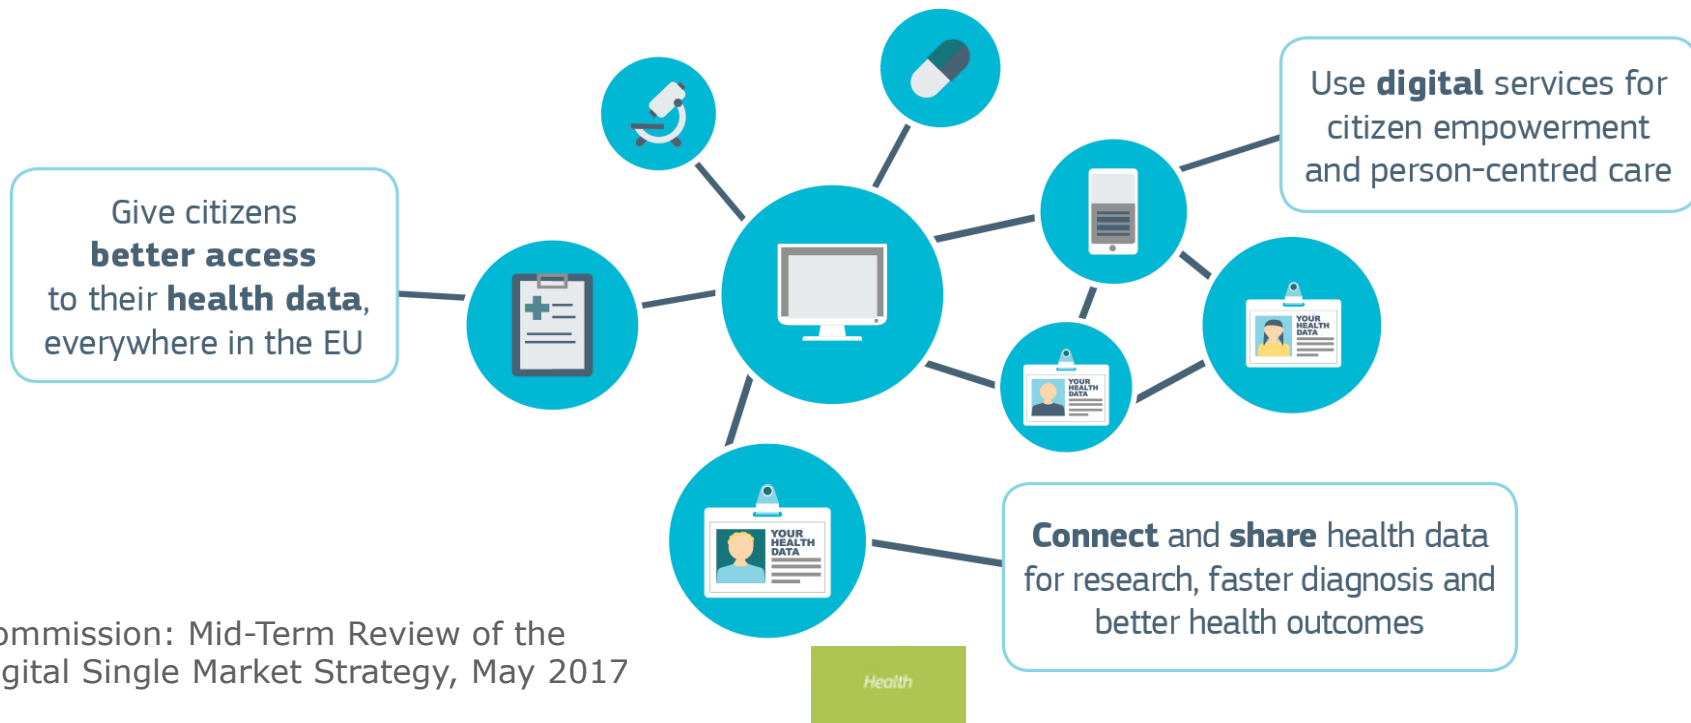 Use digital services for
citizen empowerment
and person-centred care
Give citizens
better access
to their health data,
everywhere in the EU
YOUR
HEALTH
DATA
YOUR
HEALTH
DATA
YOUR
HEALTH
DATA
Connect and share health data
for research, faster diagnosis and
better health outcomes
ommission: Mid-Term Review of the
gital Single Market Strategy, May 2017
Health